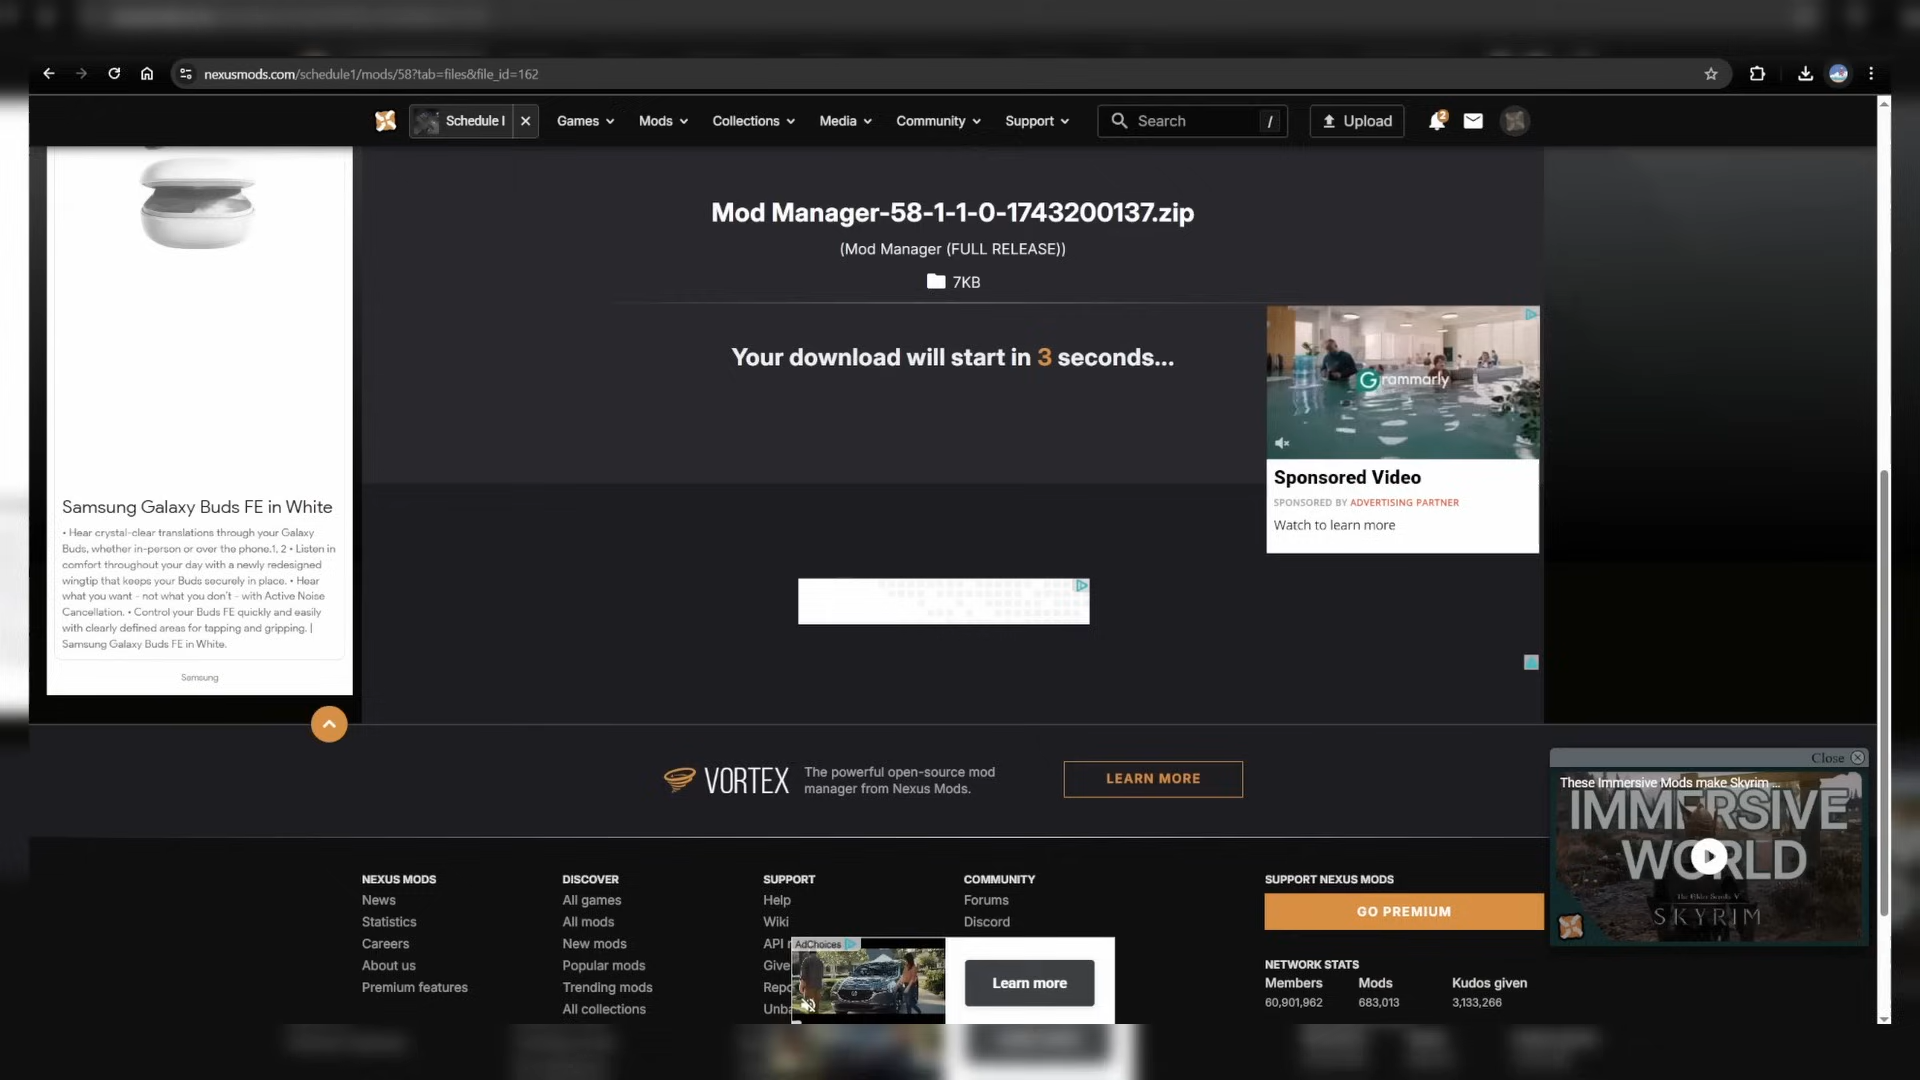 nexusmods.com/schedule1/mods/58?tab=files&file_id=162
Schedule I
Games
Mods
Collections
Media
Community
Support
Search
/
Upload
2
Mod Manager-58-1-1-0-1743200137.zip
(Mod Manager (FULL RELEASE))
7KB
Your download will start in 3 seconds...
Grammarly
Sponsored Video
SPONSORED BY ADVERTISING PARTNER
Watch to learn more
Samsung Galaxy Buds FE in White
• Hear crystal-clear translations through your Galaxy
Buds, whether in-person or over the phone.1, 2 • Listen in
comfort throughout your day with a newly redesigned
wingtip that keeps your Buds securely in place. • Hear
what you want - not what you don't - with Active Noise
Cancellation. • Control your Buds FE quickly and easily
with clearly defined areas for tapping and gripping. |
Samsung Galaxy Buds FE in White.
Samsung
VORTEX
The powerful open-source mod
manager from Nexus Mods.
LEARN MORE
Close
These Immersive Mods make Skyrim ...
IMMERSIVE
WORLD
The Elder Scrolls V
SKYRIM
NEXUS MODS
News
Statistics
Careers
About us
Premium features
DISCOVER
All games
All mods
New mods
Popular mods
Trending mods
All collections
SUPPORT
Help
Wiki
API
Give
Repo
Unba
COMMUNITY
Forums
Discord
AdChoices
Learn more
SUPPORT NEXUS MODS
GO PREMIUM
NETWORK STATS
Members
60,901,962
Mods
683,013
Kudos given
3,133,266